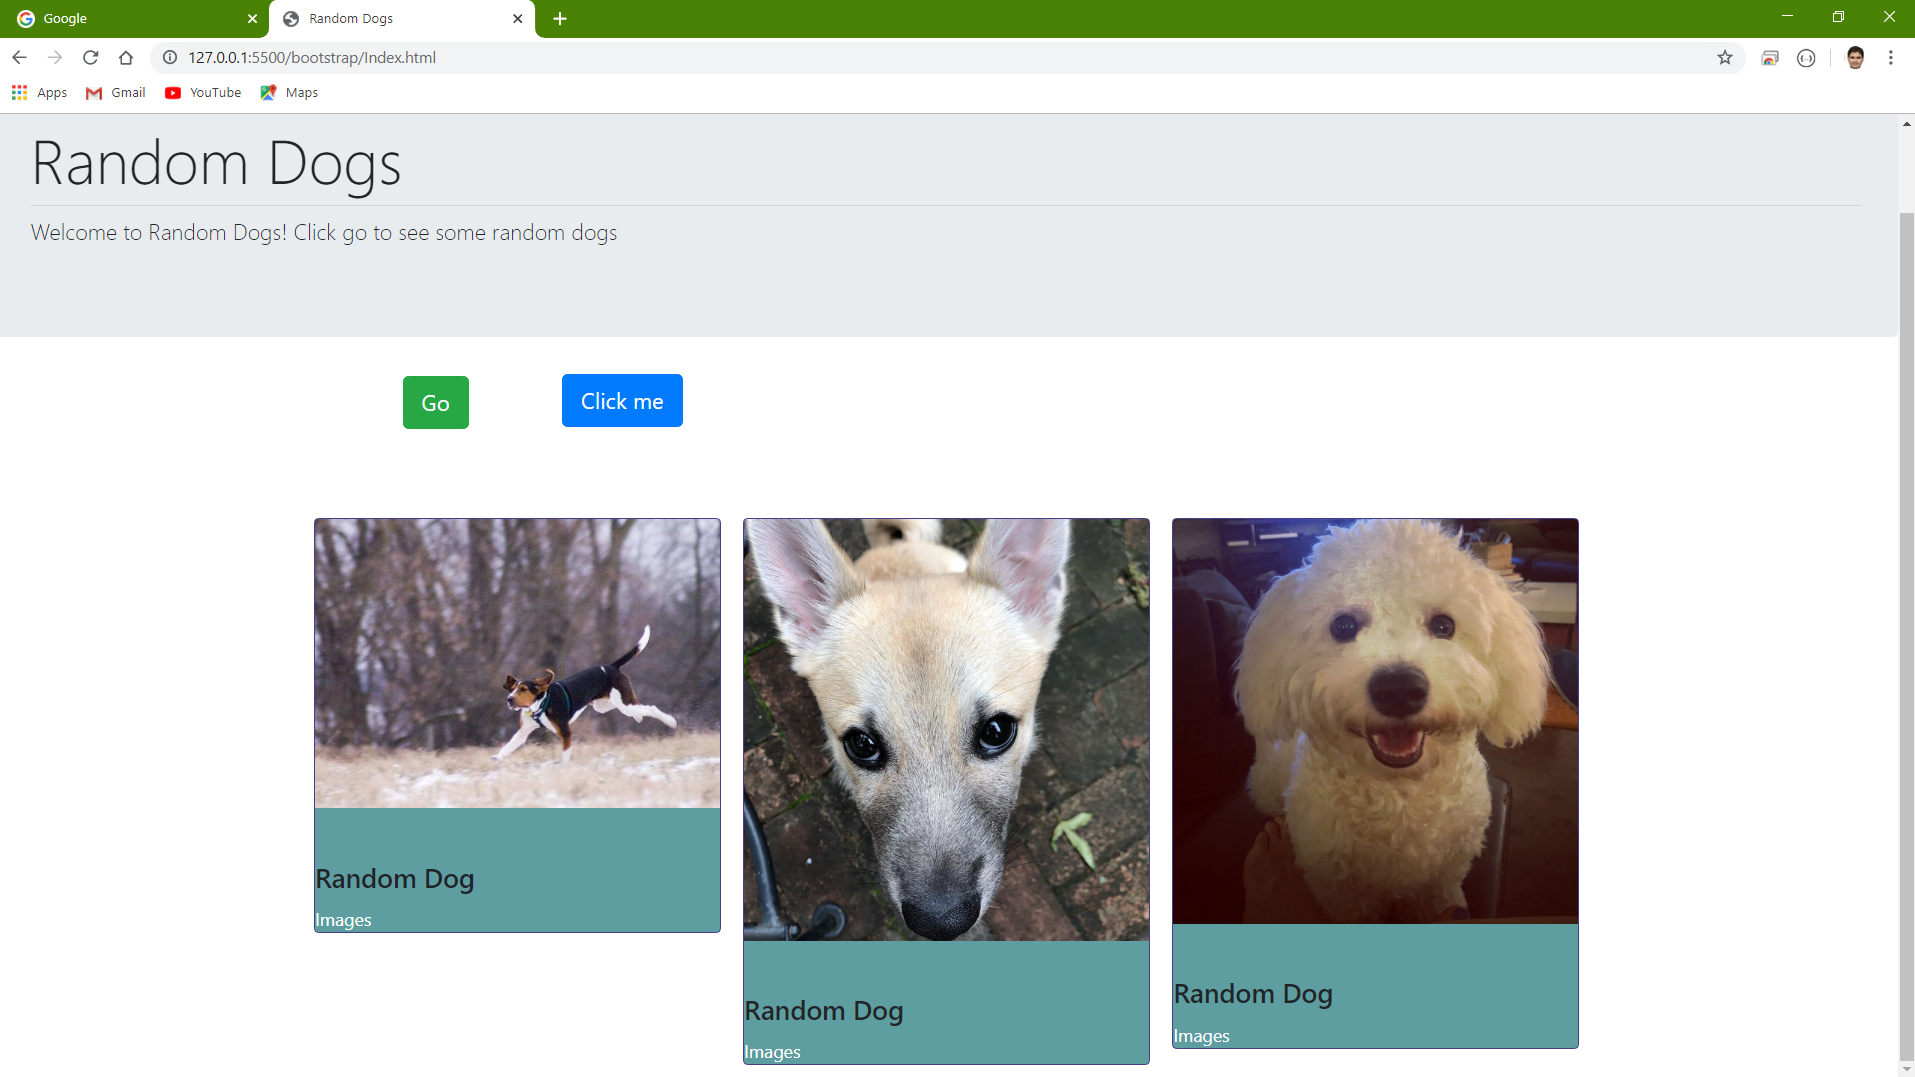 Google
Random Dogs
127.0.0.1:5500/bootstrap/Index.html
Apps Gmail YouTube Maps
Random Dogs
Welcome to Random Dogs! Click go to see some random dogs
Go Click me
Random Dog
Images
Random Dog
Images
Random Dog
Images